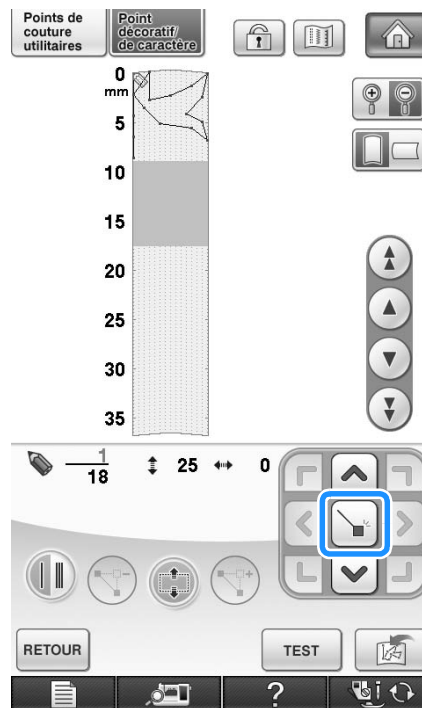 Points de
couture
utilitaires
Point
décoratif/
de caractère
0
mm
5
10
15
20
25
30
35
1
18
25
0
RETOUR
TEST
?